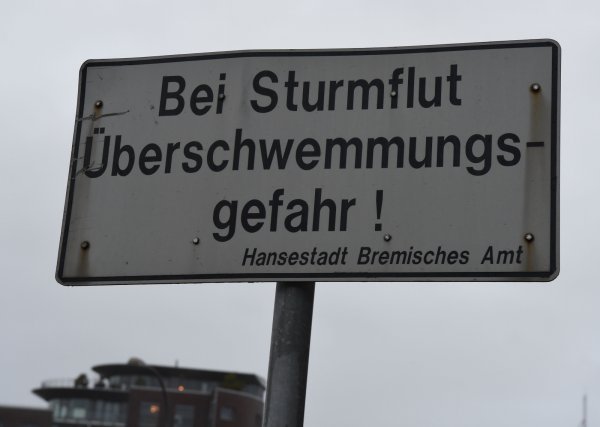 Bei Sturmflut
Überschwemmungs-
gefahr !
Hansestadt Bremisches Amt